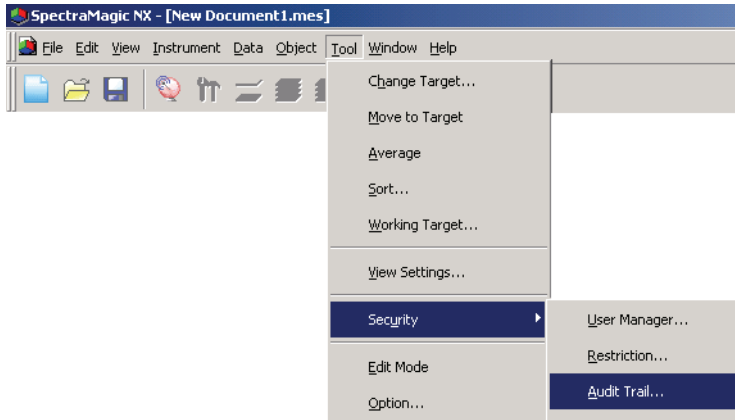 SpectraMagic NX - [New Document1.mes]
File Edit View Instrument Data Object Tool Window Help
Change Target...
Move to Target
Average
Sort...
Working Target...
View Settings...
Security
User Manager...
Restriction...
Edit Mode
Audit Trail...
Option...